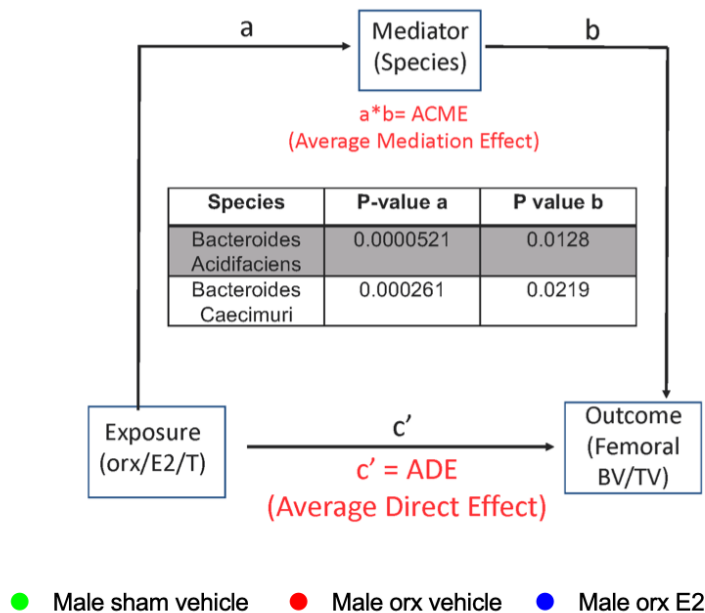 a
Mediator
(Species)
b
a*b= ACME
(Average Mediation Effect)
Species P-value a P value b
Bacteroides
Acidifaciens 0.0000521 0.0128
Bacteroides
Caecimuri 0.000261 0.0219
Exposure
(orx/E2/T)
c’
c’ = ADE
(Average Direct Effect)
Outcome
(Femoral
BV/TV)
Male sham vehicle Male orx vehicle Male orx E2